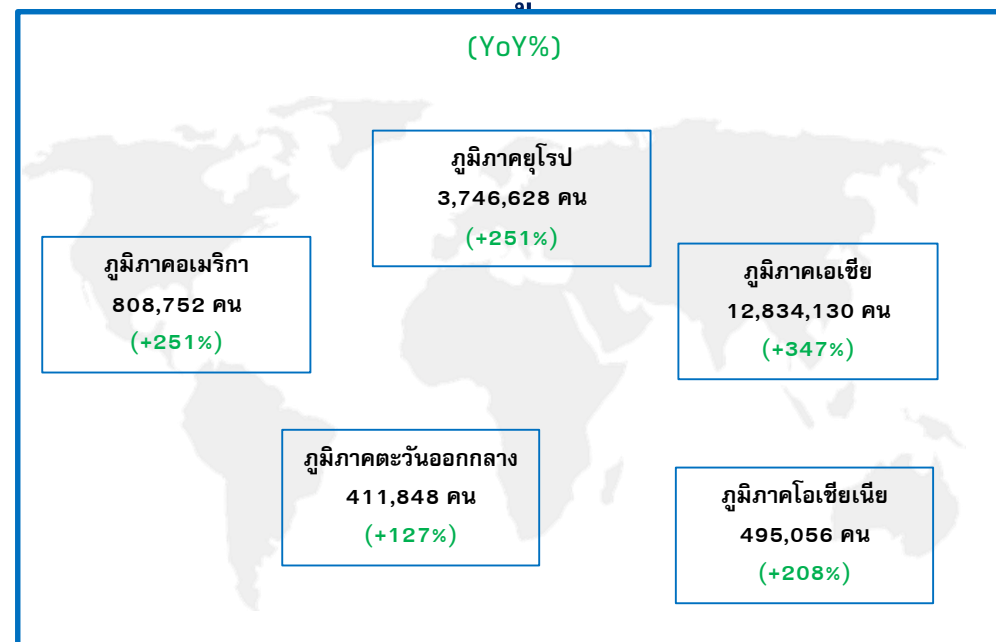 (YoY%)
ภูมิภาคยุโรป
3,746,628 คน
(+251%)
ภูมิภาคอเมริกา
808,752 คน
(+251%)
ภูมิภาคเอเชีย
12,834,130 คน
(+347%)
ภูมิภาคตะวันออกกลาง
411,848 คน
(+127%)
ภูมิภาคโอเชียเนีย
495,056 คน
(+208%)